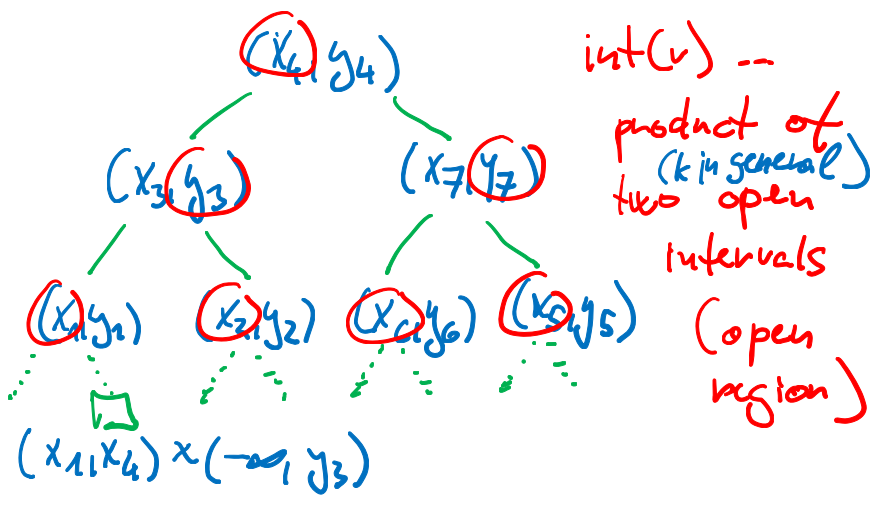 (x4, y4)
(x3, y3) (x7, y7)
(x1, y1) (x2, y2) (x6, y6) (x5, y5)
(x1, x4) x (-∞, y3)
int(v) ...
product of
(k in general)
two open
intervals
(open
region)